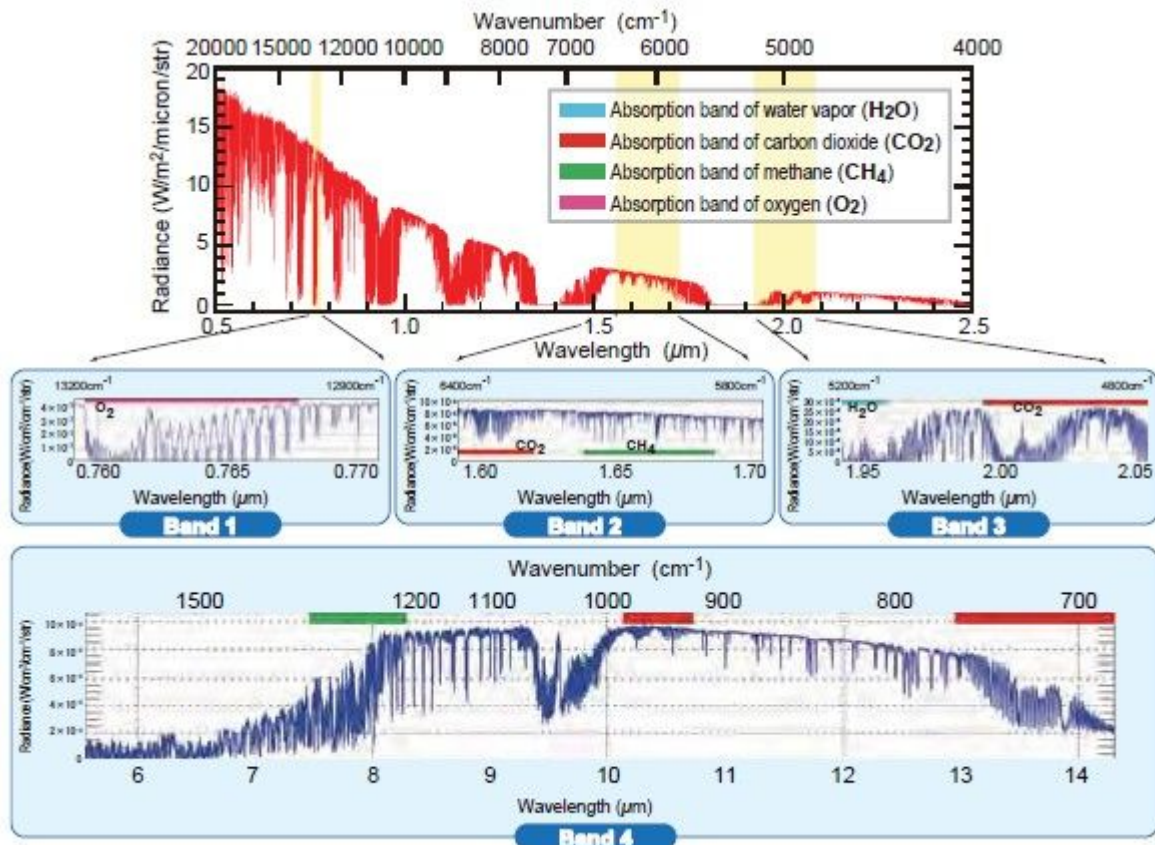 Wavenumber (cm-1)
20000 15000 12000 10000 8000 7000 6000 5000 4000
Radiance (W/m2/micron/str)
20
15
10
5
0
Absorption band of water vapor (H2O)
Absorption band of carbon dioxide (CO2)
Absorption band of methane (CH4)
Absorption band of oxygen (O2)
0.5 1.0 1.5 2.0 2.5
Wavelength (µm)
13200cm-1 12900cm-1
O2
0
0.760 0.765 0.770
Wavelength (µm)
Band 1
6400cm-1 5800cm-1
CO2 CH4
0
1.60 1.65 1.70
Wavelength (µm)
Band 2
5200cm-1 4800cm-1
H2O CO2
0
1.95 2.00 2.05
Wavelength (µm)
Band 3
Wavenumber (cm-1)
1500 1200 1100 1000 900 800 700
0
6 7 8 9 10 11 12 13 14
Wavelength (µm)
Band 4